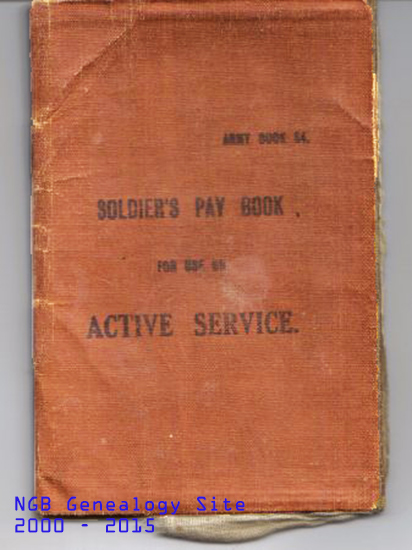 ARMY BOOK 64.
SOLDIER'S PAY BOOK.
FOR USE ON
ACTIVE SERVICE.
NGB Genealogy Site
2000 - 2015